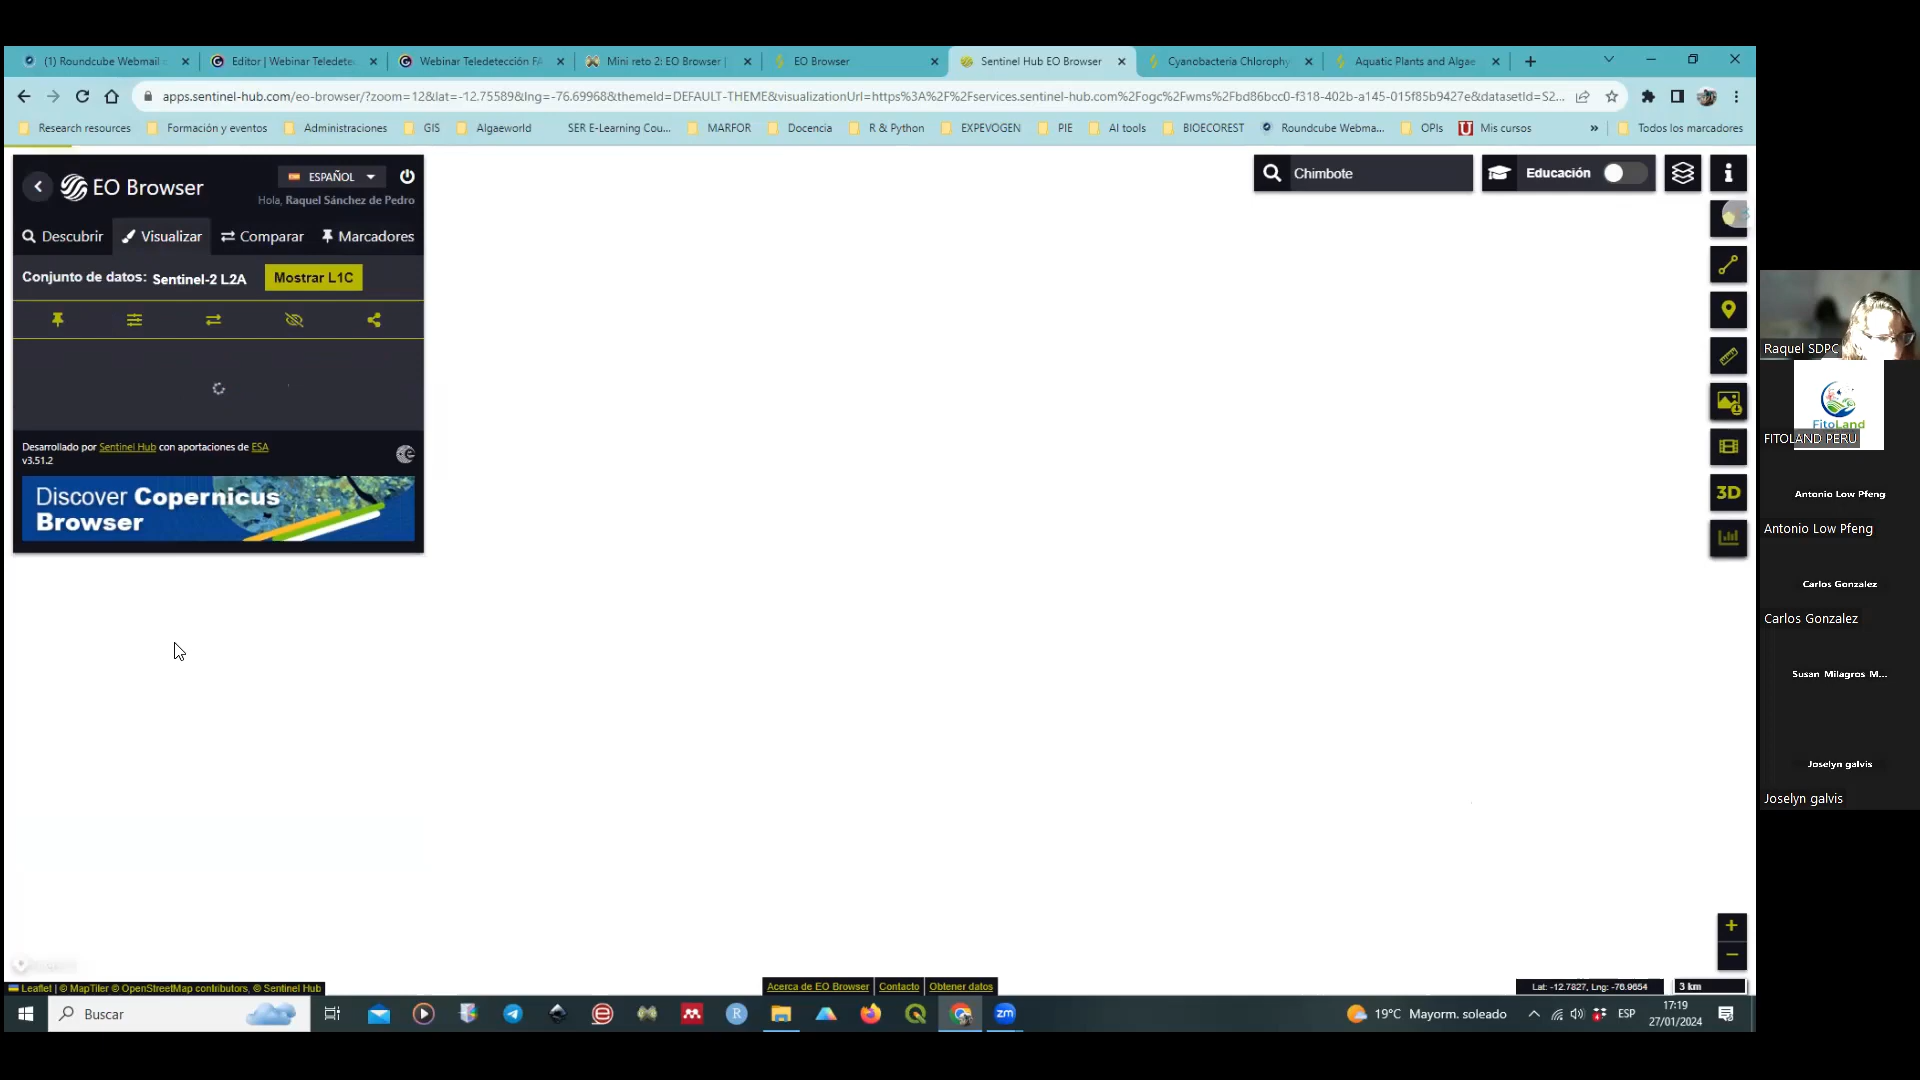 (1) Roundcube Webmail
Editor | Webinar Teledete
Webinar Teledetección FA
Mini reto 2: EO Browser |
EO Browser
Sentinel Hub EO Browser
Cyanobacteria Chlorophy
Aquatic Plants and Algae
apps.sentinel-hub.com/eo-browser/?zoom=12&lat=-12.75589&lng=-76.69968&themeId=DEFAULT-THEME&visualizationUrl=https%3A%2F%2Fservices.sentinel-hub.com%2Fogc%2Fwms%2Fbd86bcc0-f318-402b-a145-015f85b9427e&datasetId=S2...
Research resources
Formación y eventos
Administraciones
GIS
Algaeworld
SER E-Learning Cou...
MARFOR
Docencia
R & Python
EXPEVOGEN
PIE
AI tools
BIOECOREST
Roundcube Webma...
OPIs
Mis cursos
»
Todos los marcadores
EO Browser
ESPAÑOL
Hola, Raquel Sánchez de Pedro
Chimbote
Educación
Descubrir
Visualizar
Comparar
Marcadores
Conjunto de datos: Sentinel-2 L2A
Mostrar L1C
Desarrollado por Sentinel Hub con aportaciones de ESA
v3.51.2
Discover Copernicus
Browser
3D
Raquel SDPC
FitoLand
FITOLAND PERU
Antonio Low Pfeng
Antonio Low Pfeng
Carlos Gonzalez
Carlos Gonzalez
Susan Milagros M...
Joselyn galvis
Joselyn galvis
Leaflet | © MapTiler © OpenStreetMap contributors, © Sentinel Hub
Acerca de EO Browser
Contacto
Obtener datos
Lat: -12.7827, Lng: -76.9654
3 km
Buscar
19°C Mayorm. soleado
ESP
17:19
27/01/2024